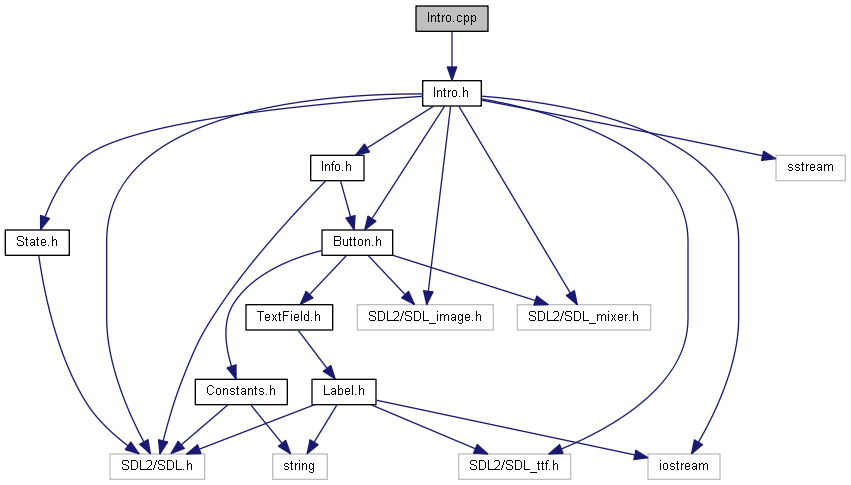 Intro.cpp
Intro.h
Info.h
sstream
State.h
Button.h
TextField.h
SDL2/SDL_image.h
SDL2/SDL_mixer.h
Constants.h
Label.h
SDL2/SDL.h
string
SDL2/SDL_ttf.h
iostream